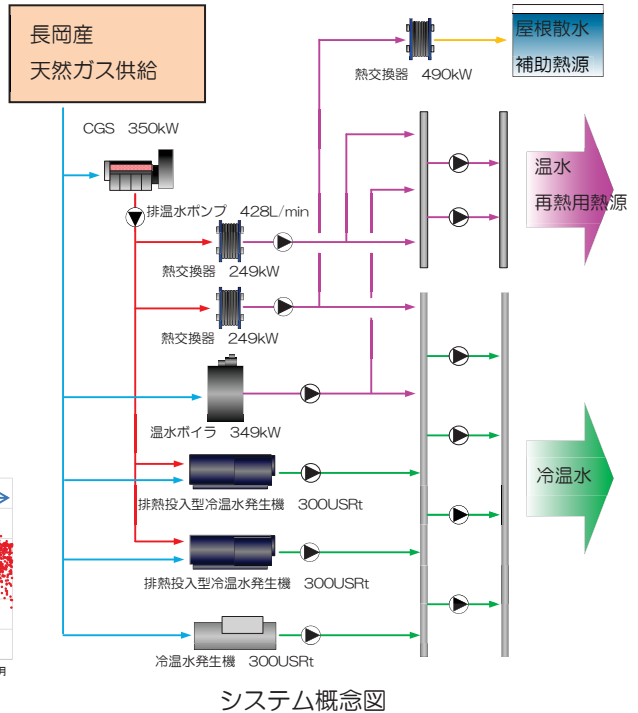 長岡産
天然ガス供給
屋根散水
補助熱源
熱交換器 490kW
CGS 350kW
温水
再熱用熱源
排温水ポンプ 428L/min
熱交換器 249kW
熱交換器 249kW
温水ボイラ 349kW
冷温水
排熱投入型冷温水発生機 300USRt
排熱投入型冷温水発生機 300USRt
冷温水発生機 300USRt
月
システム概念図